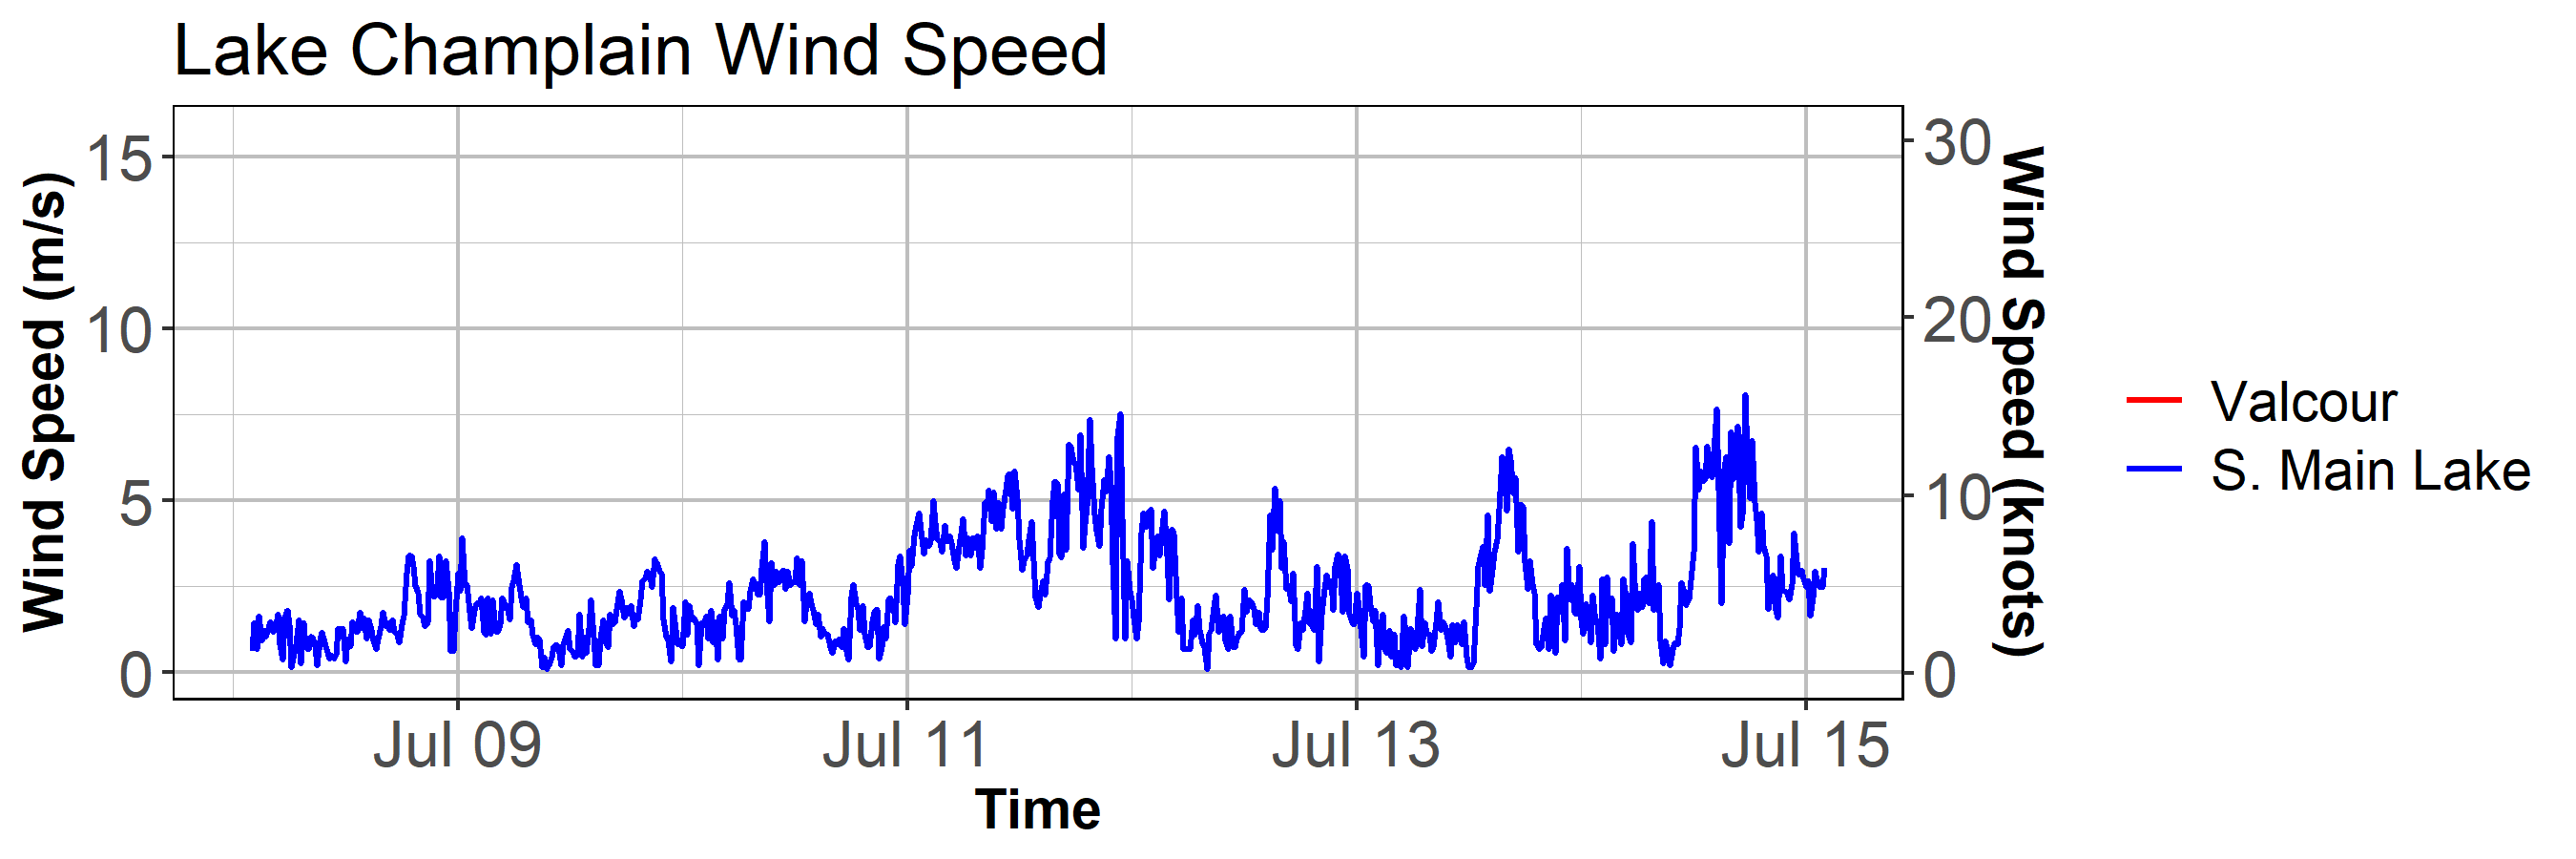 Lake Champlain Wind Speed
Wind Speed (m/s)
15
10
5
0
30
20
10
0
Wind Speed (knots)
Jul 09
Jul 11
Jul 13
Jul 15
Time
Valcour
S. Main Lake